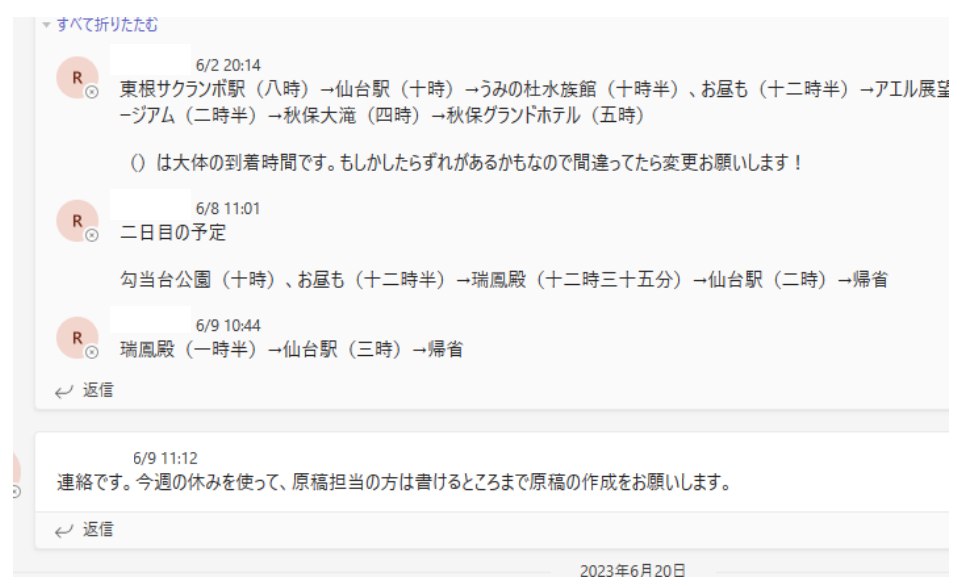 すべて折りたたむ
R
6/2 20:14
東根サクランボ駅（八時）→仙台駅（十時）→うみの杜水族館（十時半）、お昼も（十二時半）→アエル展望
ージアム（二時半）→秋保大滝（四時）→秋保グランドホテル（五時）
（）は大体の到着時間です。もしかしたらずれがあるかもなので間違ってたら変更お願いします！
R
6/8 11:01
二日目の予定
勾当台公園（十時）、お昼も（十二時半）→瑞鳳殿（十二時三十五分）→仙台駅（二時）→帰省
R
6/9 10:44
瑞鳳殿（一時半）→仙台駅（三時）→帰省
返信
6/9 11:12
連絡です。今週の休みを使って、原稿担当の方は書けるところまで原稿の作成をお願いします。
返信
2023年6月20日